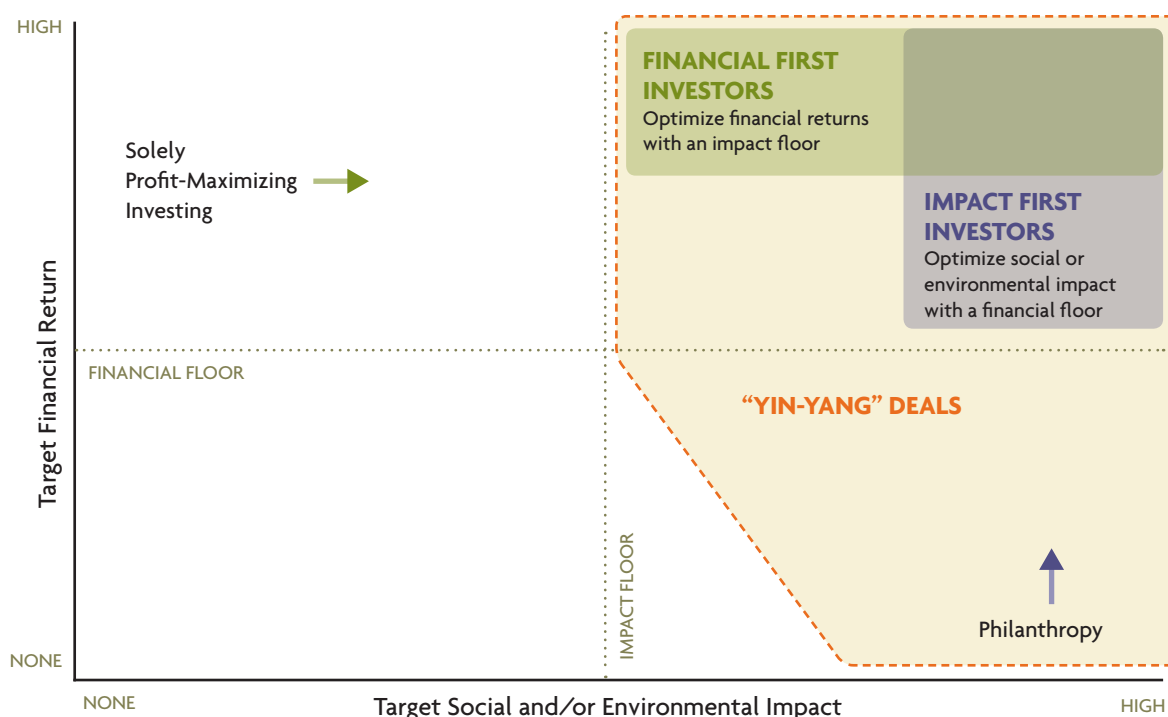 HIGH
FINANCIAL FIRST
INVESTORS
Optimize financial returns
with an impact floor
Solely
Profit-Maximizing
Investing
IMPACT FIRST
INVESTORS
Optimize social or
environmental impact
with a financial floor
Target Financial Return
FINANCIAL FLOOR
“YIN-YANG” DEALS
IMPACT FLOOR
Philanthropy
NONE
NONE
Target Social and/or Environmental Impact
HIGH